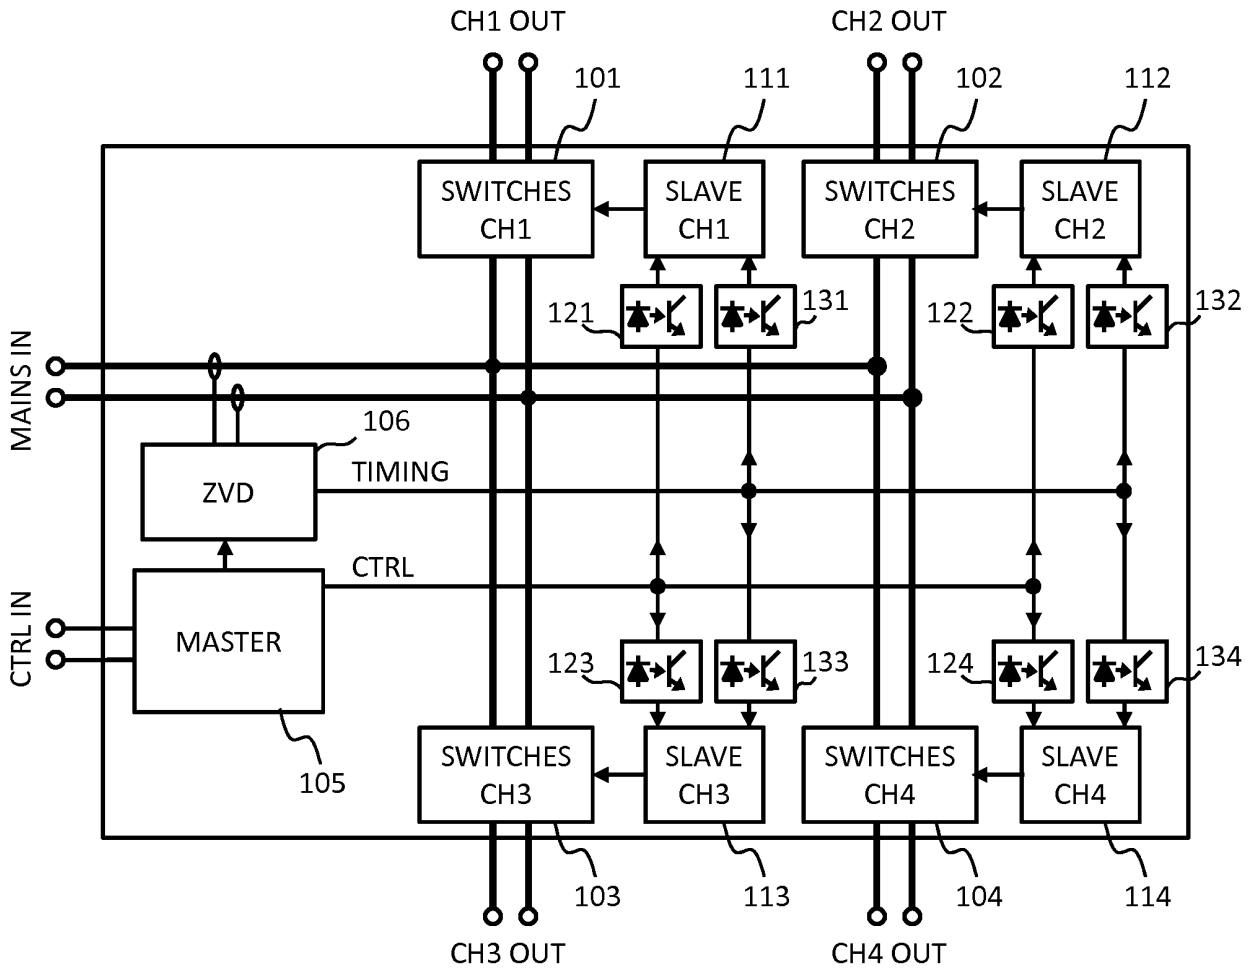 CH1 OUT
CH2 OUT
101
111
102
112
SWITCHES
CH1
SLAVE
CH1
SWITCHES
CH2
SLAVE
CH2
121
131
122
132
MAINS IN
106
ZVD
TIMING
CTRL
CTRL IN
MASTER
123
133
124
134
105
SWITCHES
CH3
SLAVE
CH3
SWITCHES
CH4
SLAVE
CH4
103
113
104
114
CH3 OUT
CH4 OUT